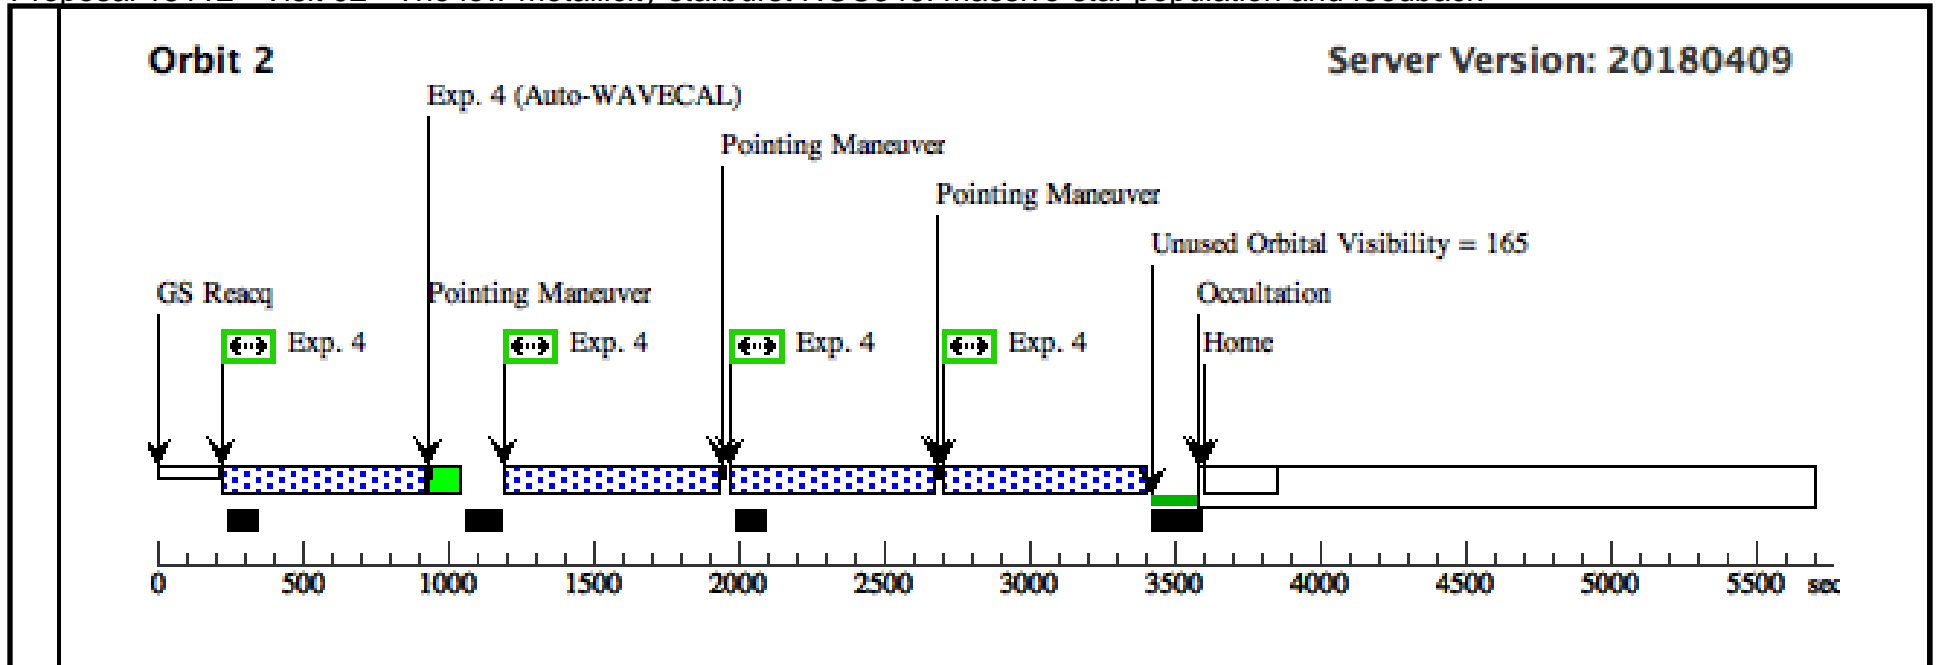 Orbit 2
Server Version: 20180409
Exp. 4 (Auto-WAVECAL)
Pointing Maneuver
Pointing Maneuver
Unused Orbital Visibility = 165
GS Reacq
Pointing Maneuver
Occultation
Exp. 4
Exp. 4
Exp. 4
Exp. 4
Home
0
500
1000
1500
2000
2500
3000
3500
4000
4500
5000
5500
sec